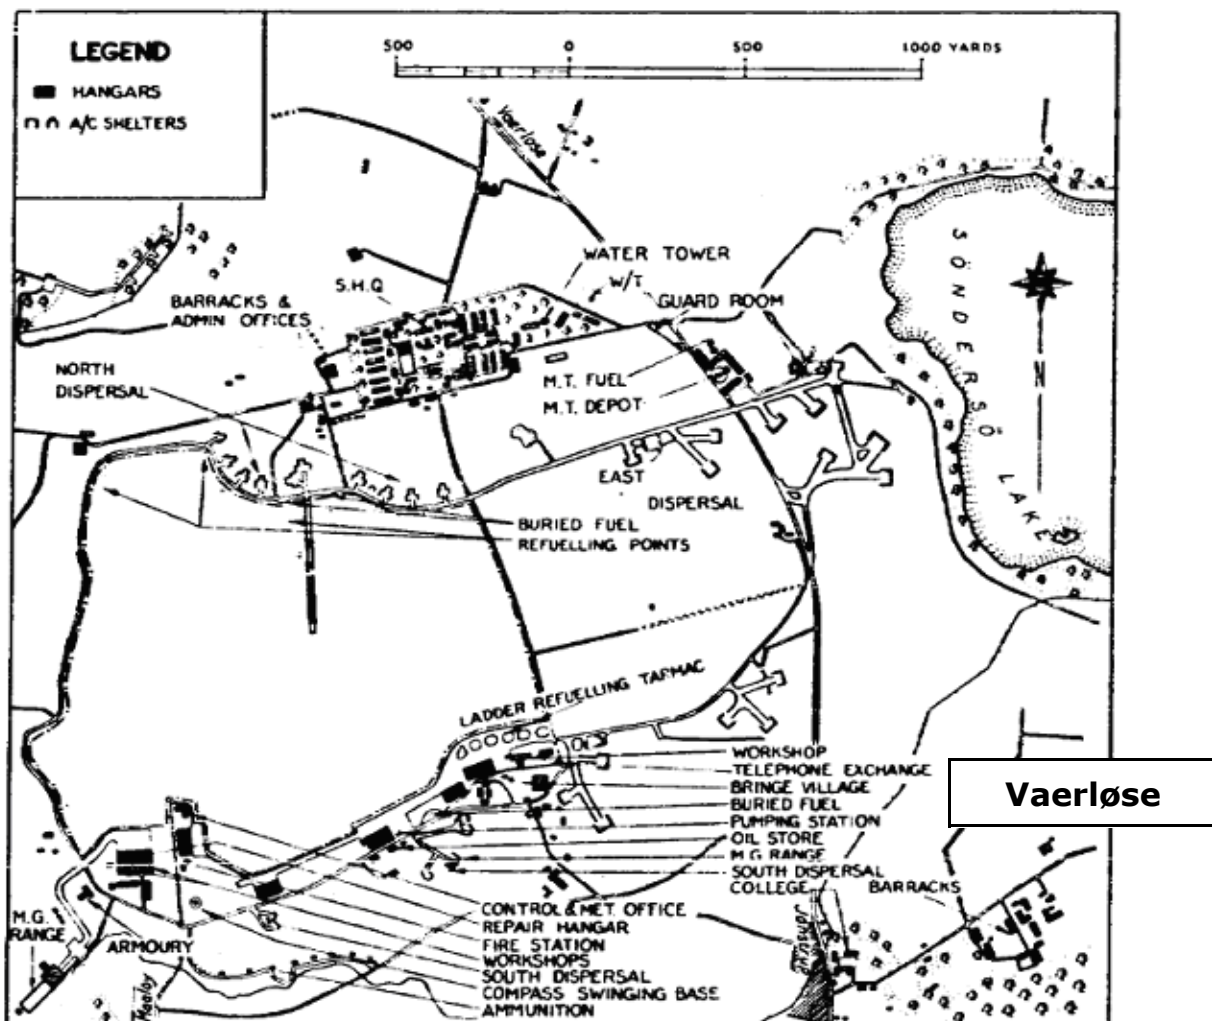 LEGEND
HANGARS
A/C SHELTERS
500 0 500 1000 YARDS
Vaerlose
WATER TOWER
W/T
S.H.Q
GUARD ROOM
BARRACKS &
ADMIN OFFICES
NORTH
DISPERSAL
M.T. FUEL
M.T. DEPOT
EAST
DISPERSAL
BURIED FUEL
REFUELLING POINTS
SÖNDERSÖ
LAKE
N
LADDER REFUELLING TARMAC
WORKSHOP
TELEPHONE EXCHANGE
BRINGE VILLAGE
BURIED FUEL
PUMPING STATION
OIL STORE
M.G RANGE
SOUTH DISPERSAL
COLLEGE
BARRACKS
Vaerløse
CONTROL & MET. OFFICE
REPAIR HANGAR
FIRE STATION
WORKSHOPS
SOUTH DISPERSAL
COMPASS SWINGING BASE
AMMUNITION
M.G.
RANGE
ARMOURY